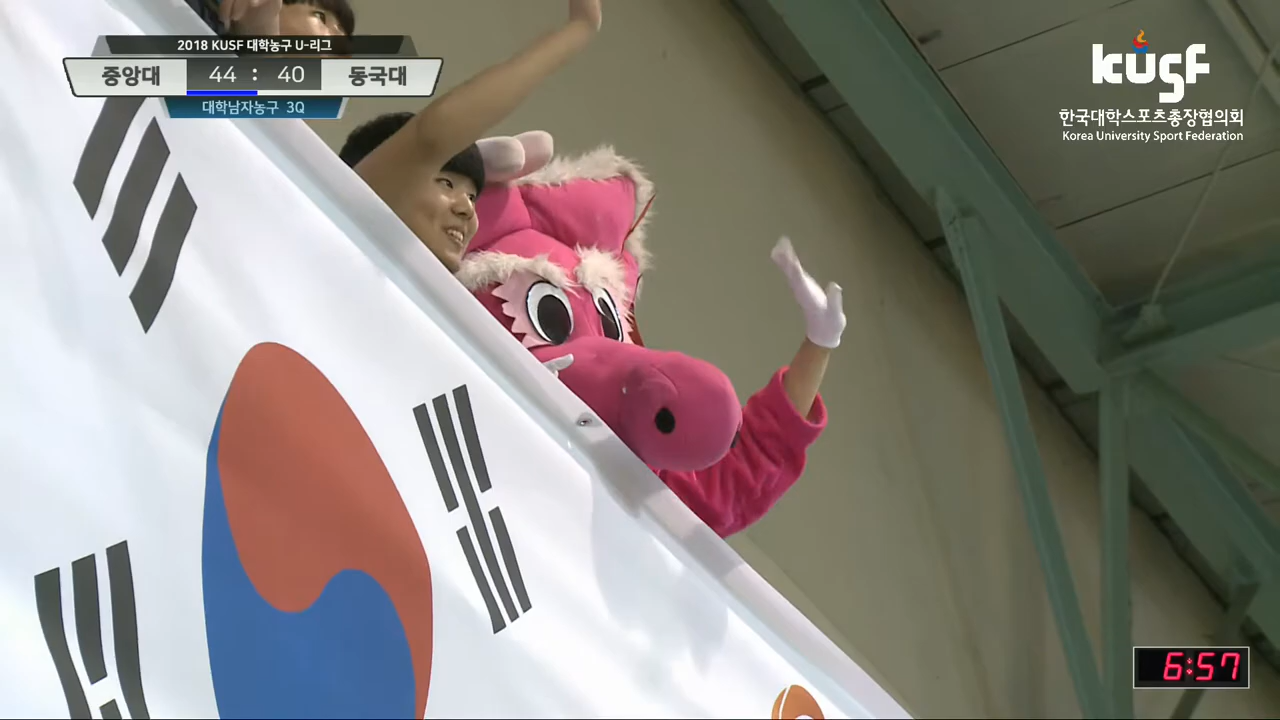 2018 KUSF 대학농구 U-리그
중앙대 44 : 40 동국대
대학남자농구 3Q
kusf
한국대학스포츠총장협의회
Korea University Sport Federation
6:57